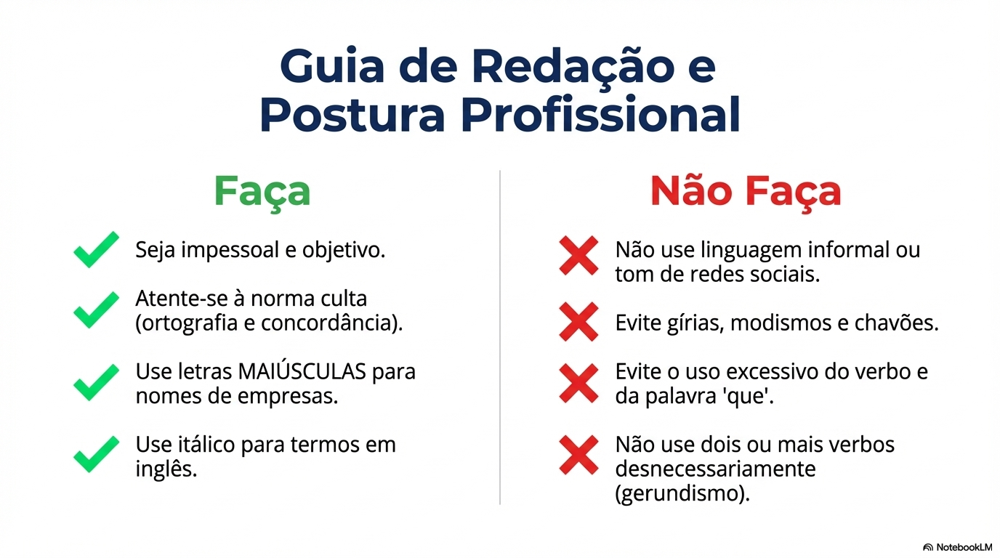 Guia de Redação e
Postura Profissional
Faça
Seja impessoal e objetivo.
Atente-se à norma culta
(ortografia e concordância).
Use letras MAIÚSCULAS para
nomes de empresas.
Use itálico para termos em
inglês.
Não Faça
Não use linguagem informal ou
tom de redes sociais.
Evite gírias, modismos e chavões.
Evite o uso excessivo do verbo e
da palavra 'que'.
Não use dois ou mais verbos
desnecessariamente
(gerundismo).
NotebookLM